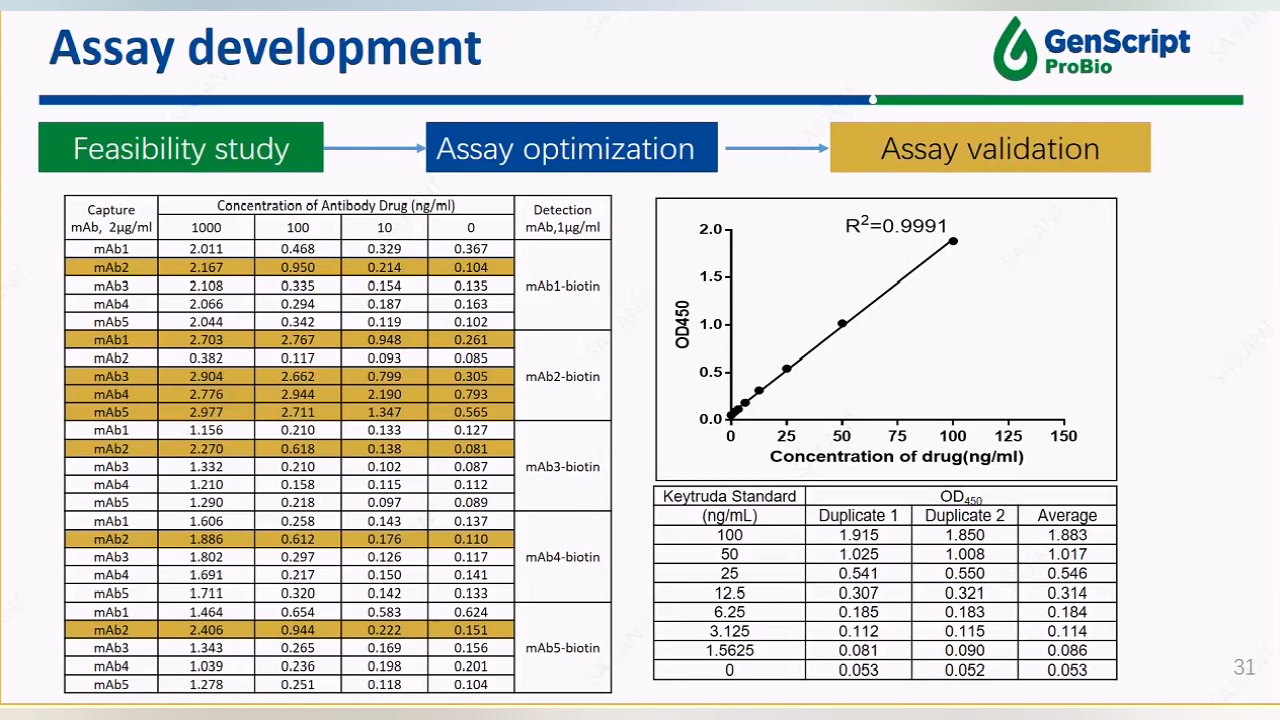 Assay development
GenScript
ProBio
Feasibility study
Assay optimization
Assay validation
Capture mAb, 2μg/ml | Concentration of Antibody Drug (ng/ml) | Detection mAb,1μg/ml
1000 | 100 | 10 | 0
mAb1 | 2.011 | 0.468 | 0.329 | 0.367
mAb2 | 2.167 | 0.950 | 0.214 | 0.104
mAb3 | 2.108 | 0.335 | 0.154 | 0.135 | mAb1-biotin
mAb4 | 2.066 | 0.294 | 0.187 | 0.163
mAb5 | 2.044 | 0.342 | 0.119 | 0.102
mAb1 | 2.703 | 2.767 | 0.948 | 0.261
mAb2 | 0.382 | 0.117 | 0.093 | 0.085
mAb3 | 2.904 | 2.662 | 0.799 | 0.305 | mAb2-biotin
mAb4 | 2.776 | 2.944 | 2.190 | 0.793
mAb5 | 2.977 | 2.711 | 1.347 | 0.565
mAb1 | 1.156 | 0.210 | 0.133 | 0.127
mAb2 | 2.270 | 0.618 | 0.138 | 0.081
mAb3 | 1.332 | 0.210 | 0.102 | 0.087 | mAb3-biotin
mAb4 | 1.210 | 0.158 | 0.115 | 0.112
mAb5 | 1.290 | 0.218 | 0.097 | 0.089
mAb1 | 1.606 | 0.258 | 0.143 | 0.137
mAb2 | 1.886 | 0.612 | 0.176 | 0.110
mAb3 | 1.802 | 0.297 | 0.126 | 0.117 | mAb4-biotin
mAb4 | 1.691 | 0.217 | 0.150 | 0.141
mAb5 | 1.711 | 0.320 | 0.142 | 0.133
mAb1 | 1.464 | 0.654 | 0.583 | 0.624
mAb2 | 2.406 | 0.944 | 0.222 | 0.151
mAb3 | 1.343 | 0.265 | 0.169 | 0.156 | mAb5-biotin
mAb4 | 1.039 | 0.236 | 0.198 | 0.201
mAb5 | 1.278 | 0.251 | 0.118 | 0.104
R²=0.9991
2.0
1.5
1.0
0.5
0.0
OD450
0 25 50 75 100 125 150
Concentration of drug(ng/ml)
Keytruda Standard (ng/mL) | OD450
Duplicate 1 | Duplicate 2 | Average
100 | 1.915 | 1.850 | 1.883
50 | 1.025 | 1.008 | 1.017
25 | 0.541 | 0.550 | 0.546
12.5 | 0.307 | 0.321 | 0.314
6.25 | 0.185 | 0.183 | 0.184
3.125 | 0.112 | 0.115 | 0.114
1.5625 | 0.081 | 0.090 | 0.086
0 | 0.053 | 0.052 | 0.053
31